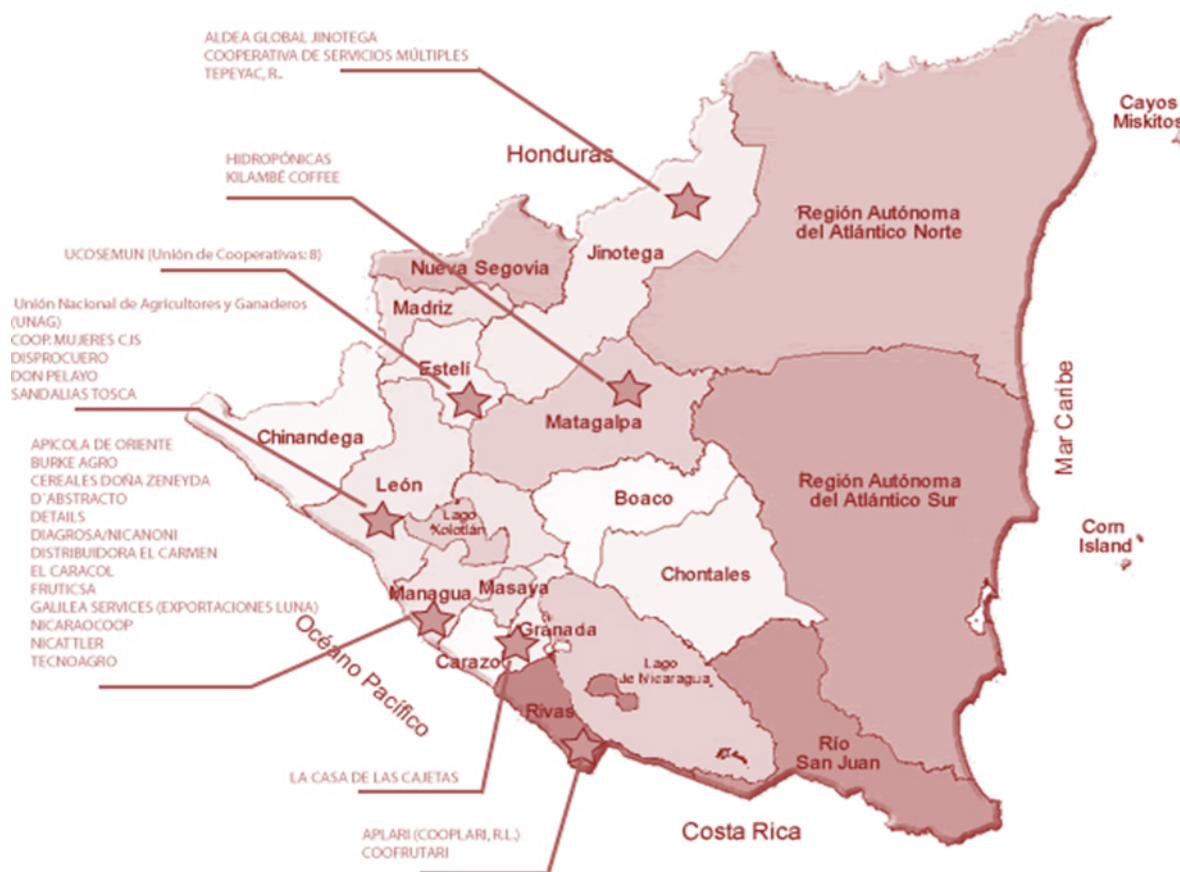 ALDEA GLOBAL JINOTEGA
COOPERATIVA DE SERVICIOS MÚLTIPLES
TEPEYAC, R..
HIDROPÓNICAS
KILAMBÉ COFFEE
UCOSEMUN (Unión de Cooperativas: 8)
Unión Nacional de Agricultores y Ganaderos
(UNAG)
COOP. MUJERES CJS
DISPROCUERO
DON PELAYO
SANDALIAS TOSCA
APICOLA DE ORIENTE
BURKE AGRO
CEREALES DOÑA ZENEYDA
D´ABSTRACTO
DETAILS
DIAGROSA/NICANONI
DISTRIBUIDORA EL CARMEN
EL CARACOL
FRUTICSA
GALILEA SERVICES (EXPORTACIONES LUNA)
NICARAOCOOP
NICATTLER
TECNOAGRO
LA CASA DE LAS CAJETAS
APLARI (COOPLARI, R.L.)
COOFRUTARI
Honduras
Cayos
Miskitos
Región Autónoma
del Atlántico Norte
Jinotega
Nueva Segovia
Madriz
Estelí
Matagalpa
Chinandega
León
Lago
Xolotlán
Boaco
Región Autónoma
del Atlántico Sur
Mar Caribe
Corn
Island
Chontales
Managua
Masaya
Granada
Carazo
Océano Pacífico
Lago
de Nicaragua
Rivas
Río
San Juan
Costa Rica